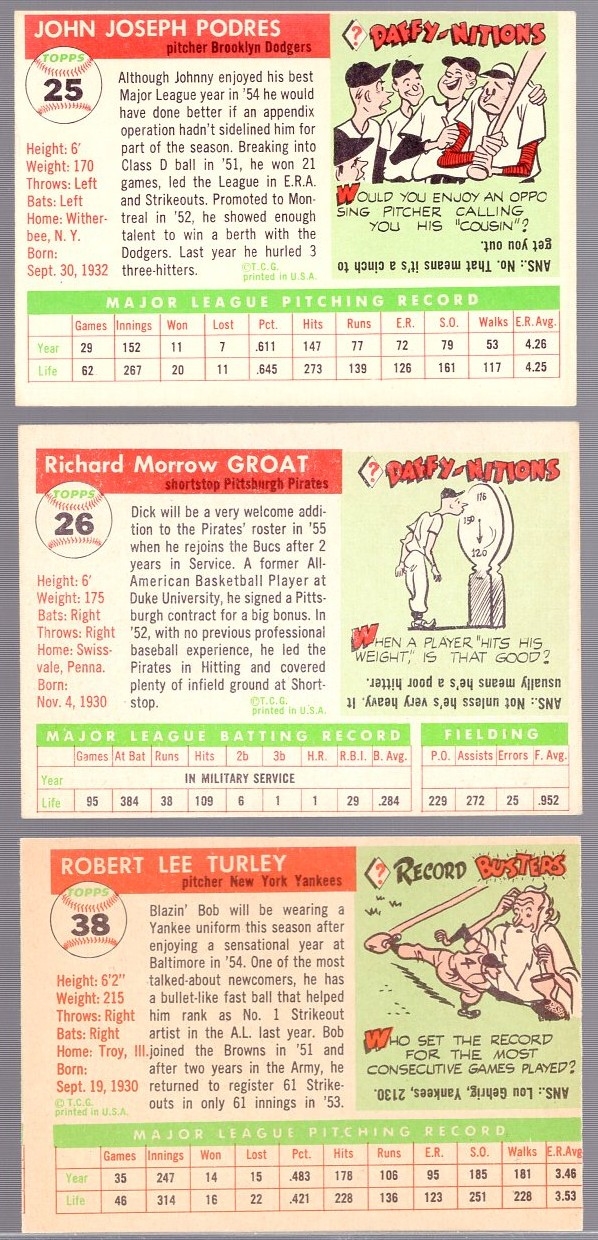 JOHN JOSEPH PODRES
pitcher Brooklyn Dodgers
TOPPS
25
Height: 6'
Weight: 170
Throws: Left
Bats: Left
Home: Wither-
bee, N. Y.
Born:
Sept. 30, 1932
Although Johnny enjoyed his best
Major League year in '54 he would
have done better if an appendix
operation hadn't sidelined him for
part of the season. Breaking into
Class D ball in '51, he won 21
games, led the League in E.R.A.
and Strikeouts. Promoted to Mon-
treal in '52, he showed enough
talent to win a berth with the
Dodgers. Last year he hurled 3
three-hitters.
©T.C.G.
printed in U.S.A.
? DAFFY-NITIONS
WOULD YOU ENJOY AN OPPO
SING PITCHER CALLING
YOU HIS "COUSIN"?
ANS.: No. That means it's a cinch to
get you out.
MAJOR LEAGUE PITCHING RECORD
Games Innings Won Lost Pct. Hits Runs E.R. S.O. Walks E.R.Avg.
Year 29 152 11 7 .611 147 77 72 79 53 4.26
Life 62 267 20 11 .645 273 139 126 161 117 4.25
Richard Morrow GROAT
shortstop Pittsburgh Pirates
TOPPS
26
Height: 6'
Weight: 175
Bats: Right
Throws: Right
Home: Swiss-
vale, Penna.
Born:
Nov. 4, 1930
Dick will be a very welcome addi-
tion to the Pirates' roster in '55
when he rejoins the Bucs after 2
years in Service. A former All-
American Basketball Player at
Duke University, he signed a Pitts-
burgh contract for a big bonus. In
'52, with no previous professional
baseball experience, he led the
Pirates in Hitting and covered
plenty of infield ground at Short-
stop.
©T.C.G.
printed in U.S.A.
? DAFFY-NITIONS
176
150
120
WHEN A PLAYER "HITS HIS
WEIGHT," IS THAT GOOD?
ANS.: Not unless he's very heavy. It
usually means he's a poor hitter.
MAJOR LEAGUE BATTING RECORD FIELDING
Games At Bat Runs Hits 2b 3b H.R. R.B.I. B. Avg. P.O. Assists Errors F. Avg.
Year IN MILITARY SERVICE
Life 95 384 38 109 6 1 1 29 .284 229 272 25 .952
ROBERT LEE TURLEY
pitcher New York Yankees
TOPPS
38
Height: 6'2"
Weight: 215
Throws: Right
Bats: Right
Home: Troy, Ill.
Born:
Sept. 19, 1930
© T.C.G.
printed in U.S.A.
Blazin' Bob will be wearing a
Yankee uniform this season after
enjoying a sensational year at
Baltimore in '54. One of the most
talked-about newcomers, he has
a bullet-like fast ball that helped
him rank as No. 1 Strikeout
artist in the A.L. last year. Bob
joined the Browns in '51 and
after two years in the Army, he
returned to register 61 Strike-
outs in only 61 innings in '53.
? RECORD BUSTERS
4
WHO SET THE RECORD
FOR THE MOST
CONSECUTIVE GAMES PLAYED?
ANS.: Lou Gehrig, Yankees, 2130.
MAJOR LEAGUE PITCHING RECORD
Games Innings Won Lost Pct. Hits Runs E.R. S.O. Walks E.R.Avg
Year 35 247 14 15 .483 178 106 95 185 181 3.46
Life 46 314 16 22 .421 228 136 123 251 228 3.53